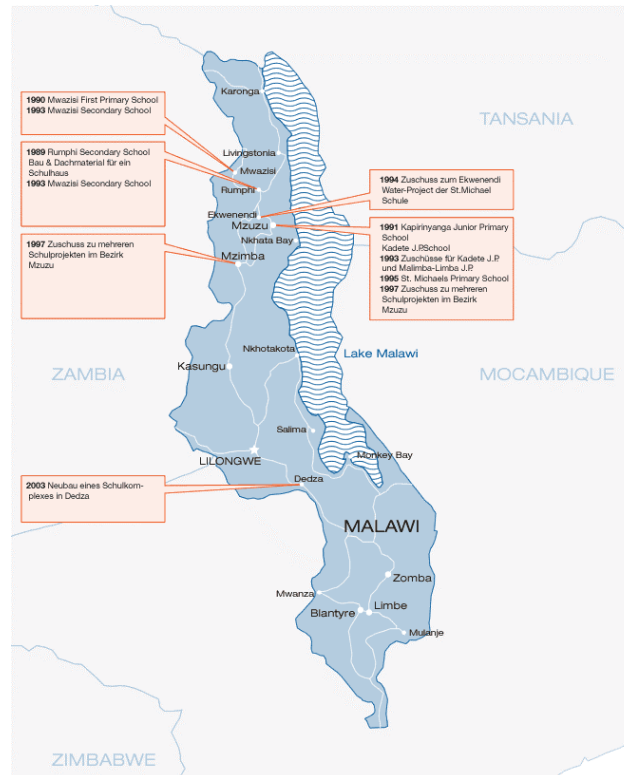 Karonga
TANSANIA
1990 Mwazisi First Primary School
1993 Mwazisi Secondary School
1989 Rumphi Secondary School
Bau & Dachmaterial für ein
Schulhaus
1993 Mwazisi Secondary School
Livingstonia
Mwazisi
Rumphi
1994 Zuschuss zum Ekwenendi
Water-Project der St.Michael
Schule
Ekwenendi
Mzuzu
Nkhata Bay
1991 Kapirinyanga Junior Primary
School
Kadete J.P.School
1993 Zuschüsse für Kadete J.P.
und Malimba-Limba J.P.
1995 St. Michaels Primary School
1997 Zuschuss zu mehreren
Schulprojekten im Bezirk
Mzuzu
1997 Zuschuss zu mehreren
Schulprojekten im Bezirk
Mzuzu
Mzimba
Nkhotakota
Lake Malawi
ZAMBIA
Kasungu
MOCAMBIQUE
Salima
LILONGWE
Monkey Bay
2003 Neubau eines Schulkom-
plexes in Dedza
Dedza
MALAWI
Zomba
Mwanza
Blantyre
Limbe
Mulanje
ZIMBABWE